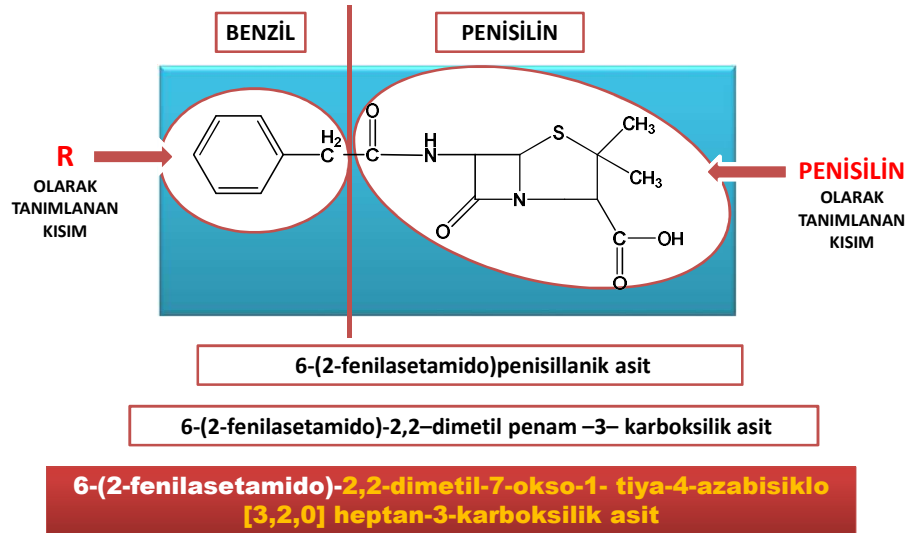 BENZİL
PENİSİLİN
R
OLARAK
TANIMLANAN
KISIM
H2
C
C
O
H
N
S
CH3
CH3
N
O
C
OH
O
PENİSİLİN
OLARAK
TANIMLANAN
KISIM
6-(2-fenilasetamido)penisillanik asit
6-(2-fenilasetamido)-2,2–dimetil penam –3– karboksilik asit
6-(2-fenilasetamido)-2,2-dimetil-7-okso-1- tiya-4-azabisiklo
[3,2,0] heptan-3-karboksilik asit